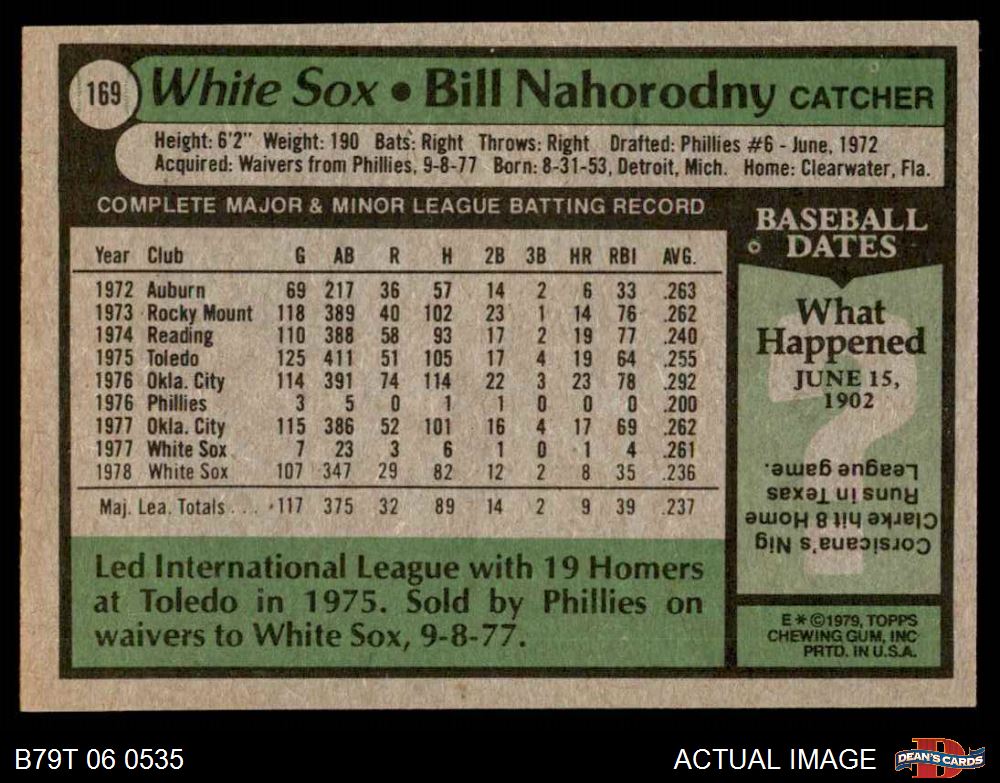 169 White Sox • Bill Nahorodny CATCHER
Height: 6'2" Weight: 190 Bats: Right Throws: Right Drafted: Phillies #6 - June, 1972
Acquired: Waivers from Phillies, 9-8-77 Born: 8-31-53, Detroit, Mich. Home: Clearwater, Fla.
COMPLETE MAJOR & MINOR LEAGUE BATTING RECORD
Year Club G AB R H 2B 3B HR RBI AVG.
1972 Auburn 69 217 36 57 14 2 6 33 .263
1973 Rocky Mount 118 389 40 102 23 1 14 76 .262
1974 Reading 110 388 58 93 17 2 19 77 .240
1975 Toledo 125 411 51 105 17 4 19 64 .255
1976 Okla. City 114 391 74 114 22 3 23 78 .292
1976 Phillies 3 5 0 1 1 0 0 0 .200
1977 Okla. City 115 386 52 101 16 4 17 69 .262
1977 White Sox 7 23 3 6 1 0 1 4 .261
1978 White Sox 107 347 29 82 12 2 8 35 .236
Maj. Lea. Totals . . . 117 375 32 89 14 2 9 39 .237
Led International League with 19 Homers
at Toledo in 1975. Sold by Phillies on
waivers to White Sox, 9-8-77.
BASEBALL
DATES
What
Happened
JUNE 15,
1902
?
Corsicana's Nig
Clarke hit 8 Home
Runs in Texas
League game.
E * ©1979, TOPPS
CHEWING GUM, INC
PRTD. IN U.S.A.
B79T 06 0535
ACTUAL IMAGE
D
DEAN'S CARDS